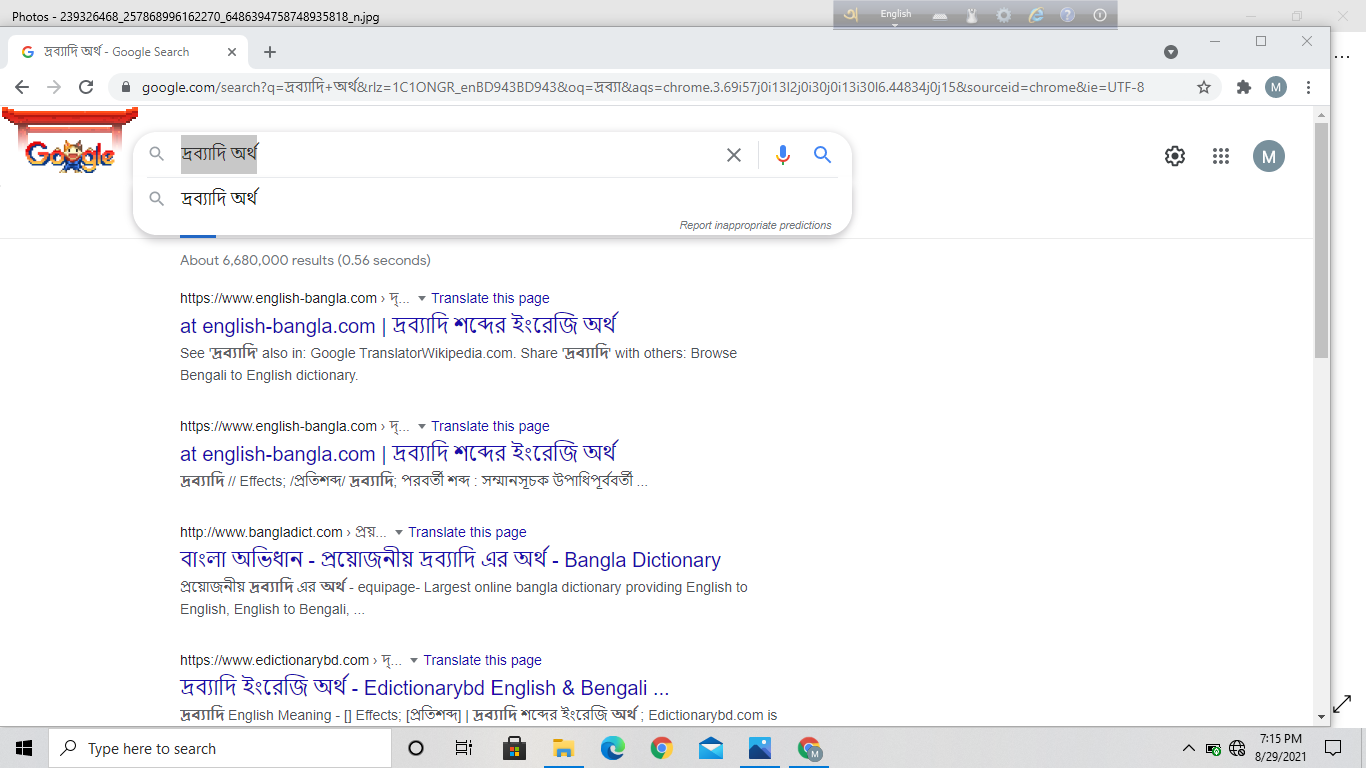 Photos - 239326468_257868996162270_6486394758748935818_n.jpg
English
দ্রব্যাদি অর্থ - Google Search
google.com/search?q=দ্রব্যাদি+অর্থ&rlz=1C1ONGR_enBD943BD943&oq=দ্রব্যা&aqs=chrome.3.69i57j0i13l2j0i30j0i13i30l6.44834j0j15&sourceid=chrome&ie=UTF-8
M
Google
দ্রব্যাদি অর্থ
M
দ্রব্যাদি অর্থ
Report inappropriate predictions
About 6,680,000 results (0.56 seconds)
https://www.english-bangla.com › দৃ... Translate this page
at english-bangla.com | দ্রব্যাদি শব্দের ইংরেজি অর্থ
See 'দ্রব্যাদি' also in: Google TranslatorWikipedia.com. Share 'দ্রব্যাদি' with others: Browse
Bengali to English dictionary.
https://www.english-bangla.com › দৃ... Translate this page
at english-bangla.com | দ্রব্যাদি শব্দের ইংরেজি অর্থ
দ্রব্যাদি // Effects; /প্রতিশব্দ/ দ্রব্যাদি; পরবর্তী শব্দ : সম্মানসূচক উপাধিপূর্ববর্তী ...
http://www.bangladict.com › প্রয়... Translate this page
বাংলা অভিধান - প্রয়োজনীয় দ্রব্যাদি এর অর্থ - Bangla Dictionary
প্রয়োজনীয় দ্রব্যাদি এর অর্থ - equipage- Largest online bangla dictionary providing English to
English, English to Bengali, ...
https://www.edictionarybd.com › দৃ... Translate this page
দ্রব্যাদি ইংরেজি অর্থ - Edictionarybd English & Bengali ...
দ্রব্যাদি English Meaning - [] Effects; [প্রতিশব্দ] | দ্রব্যাদি শব্দের ইংরেজি অর্থ ; Edictionarybd.com is
Type here to search
M
7:15 PM
8/29/2021